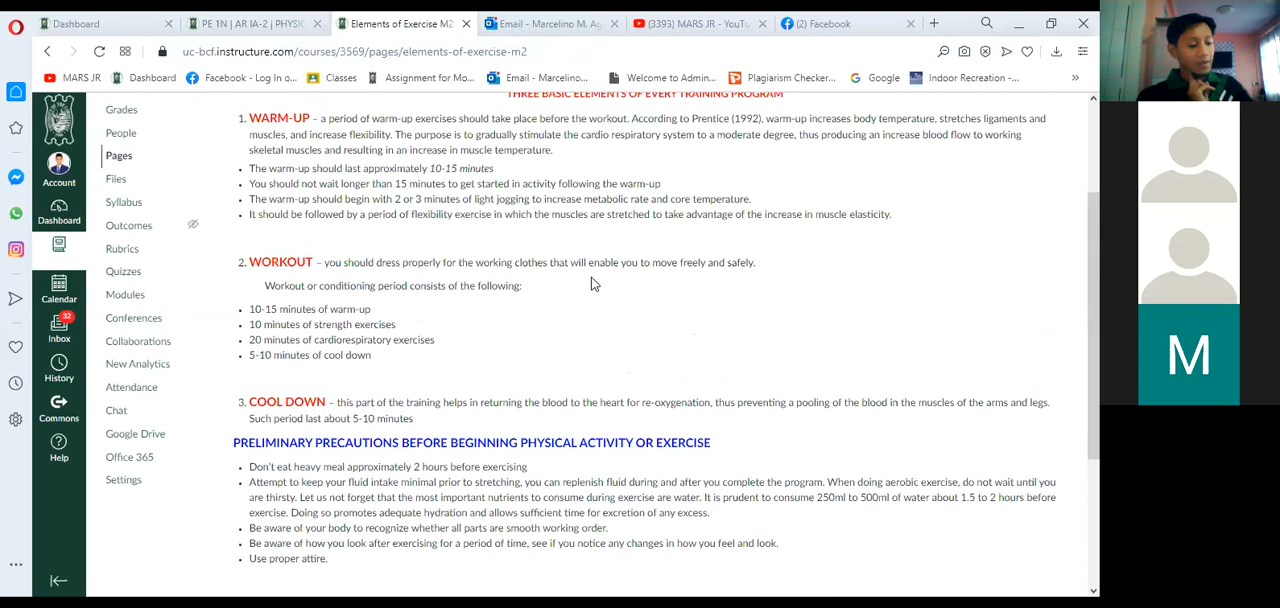 Dashboard
PE 1N | AR IA-2 | PHYSIC
Elements of Exercise M2
Email - Marcelino M. Ag
(3393) MARS JR - YouTu
(2) Facebook
uc-bcf.instructure.com/courses/3569/pages/elements-of-exercise-m2
MARS JR
Dashboard
Facebook - Log In o...
Classes
Assignment for Mo...
Email - Marcelino...
Welcome to Admin...
Plagiarism Checker...
Google
Indoor Recreation -...
Account
Dashboard
Calendar
32
Inbox
History
Commons
Help
Grades
People
Pages
Files
Syllabus
Outcomes
Rubrics
Quizzes
Modules
Conferences
Collaborations
New Analytics
Attendance
Chat
Google Drive
Office 365
Settings
THREE BASIC ELEMENTS OF EVERY TRAINING PROGRAM
1. WARM-UP – a period of warm-up exercises should take place before the workout. According to Prentice (1992), warm-up increases body temperature, stretches ligaments and
muscles, and increase flexibility. The purpose is to gradually stimulate the cardio respiratory system to a moderate degree, thus producing an increase blood flow to working
skeletal muscles and resulting in an increase in muscle temperature.
• The warm-up should last approximately 10-15 minutes
• You should not wait longer than 15 minutes to get started in activity following the warm-up
• The warm-up should begin with 2 or 3 minutes of light jogging to increase metabolic rate and core temperature.
• It should be followed by a period of flexibility exercise in which the muscles are stretched to take advantage of the increase in muscle elasticity.
2. WORKOUT – you should dress properly for the working clothes that will enable you to move freely and safely.
Workout or conditioning period consists of the following:
• 10-15 minutes of warm-up
• 10 minutes of strength exercises
• 20 minutes of cardiorespiratory exercises
• 5-10 minutes of cool down
3. COOL DOWN – this part of the training helps in returning the blood to the heart for re-oxygenation, thus preventing a pooling of the blood in the muscles of the arms and legs.
Such period last about 5-10 minutes
PRELIMINARY PRECAUTIONS BEFORE BEGINNING PHYSICAL ACTIVITY OR EXERCISE
• Don't eat heavy meal approximately 2 hours before exercising
• Attempt to keep your fluid intake minimal prior to stretching, you can replenish fluid during and after you complete the program. When doing aerobic exercise, do not wait until you
are thirsty. Let us not forget that the most important nutrients to consume during exercise are water. It is prudent to consume 250ml to 500ml of water about 1.5 to 2 hours before
exercise. Doing so promotes adequate hydration and allows sufficient time for excretion of any excess.
• Be aware of your body to recognize whether all parts are smooth working order.
• Be aware of how you look after exercising for a period of time, see if you notice any changes in how you feel and look.
• Use proper attire.
M